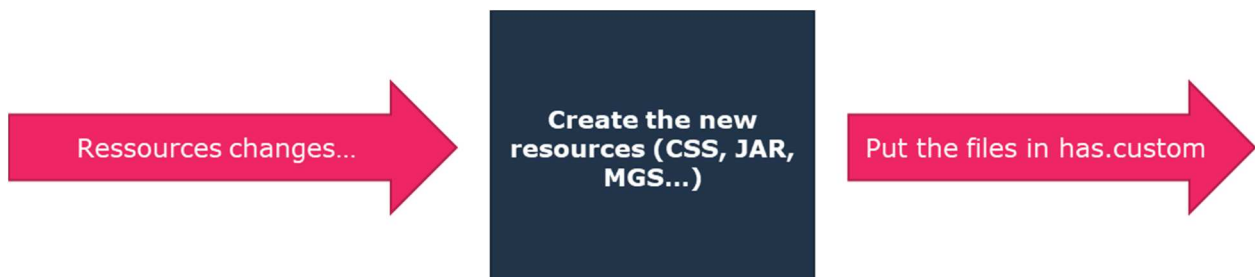 Ressources changes...
Create the new
resources (CSS, JAR,
MGS...)
Put the files in has.custom